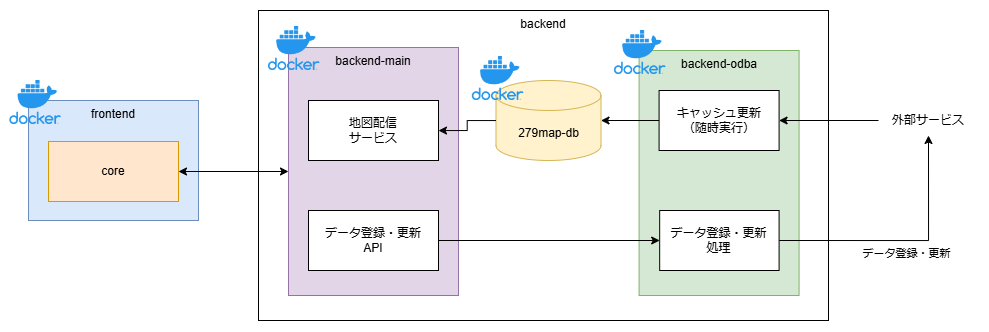 backend
docker
backend-main
docker
backend-odba
docker
docker
frontend
core
地図配信
サービス
279map-db
キャッシュ更新
（随時実行）
外部サービス
データ登録・更新
API
データ登録・更新
処理
データ登録・更新